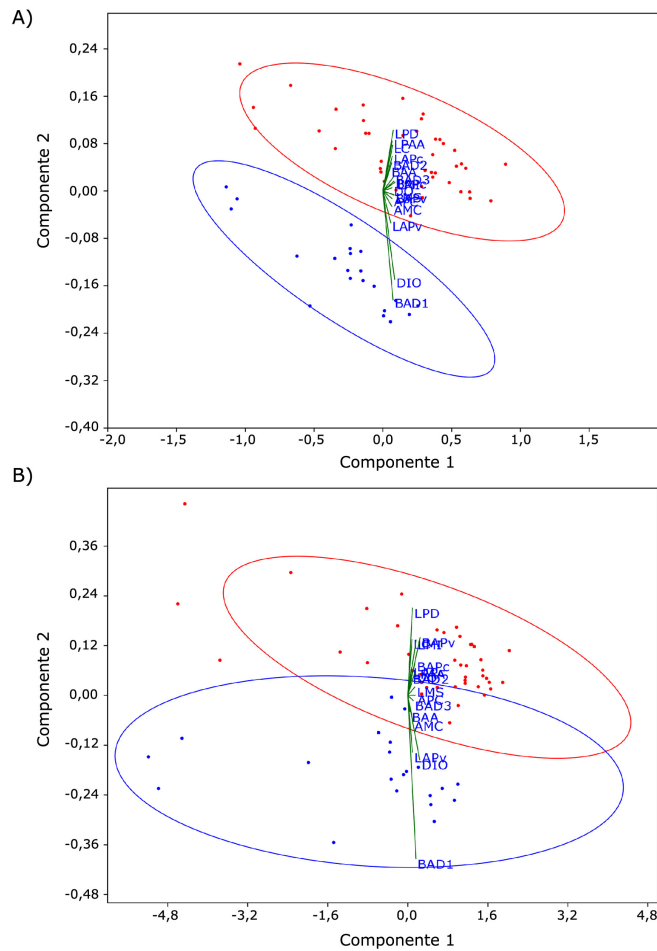 A)
0,24
0,16
0,08
0,00
-0,08
-0,16
-0,24
-0,32
-0,40
Componente 2
LPD
LPAA
LC
LAPc
BAD2
BAA
BAD3
AMC
LAPv
DIO
BAD1
-2,0 -1,5 -1,0 -0,5 0,0 0,5 1,0 1,5
Componente 1
B)
0,36
0,24
0,12
0,00
-0,12
-0,24
-0,36
-0,48
Componente 2
LPD
BAPv
BAPc
BAD2
LMS
APC
BAD3
BAA
AMC
LAPv
DIO
BAD1
-4,8 -3,2 -1,6 0,0 1,6 3,2 4,8
Componente 1